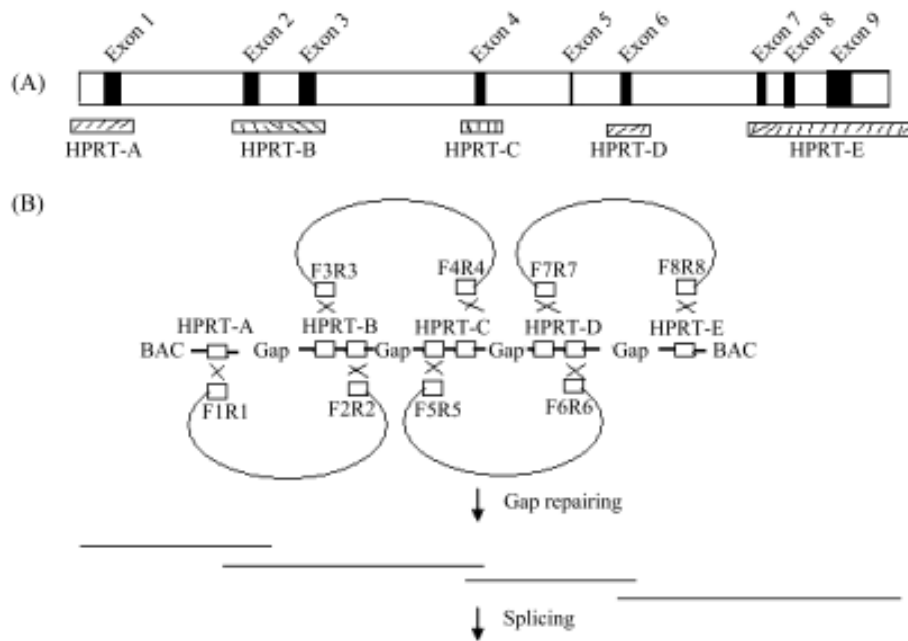 Exon 1 Exon 2 Exon 3 Exon 4 Exon 5 Exon 6 Exon 7 Exon 8 Exon 9
(A)
HPRT-A HPRT-B HPRT-C HPRT-D HPRT-E
(B)
F3R3 F4R4 F7R7 F8R8
HPRT-A HPRT-B HPRT-C HPRT-D HPRT-E
BAC Gap Gap Gap Gap BAC
F1R1 F2R2 F5R5 F6R6
Gap repairing
Splicing